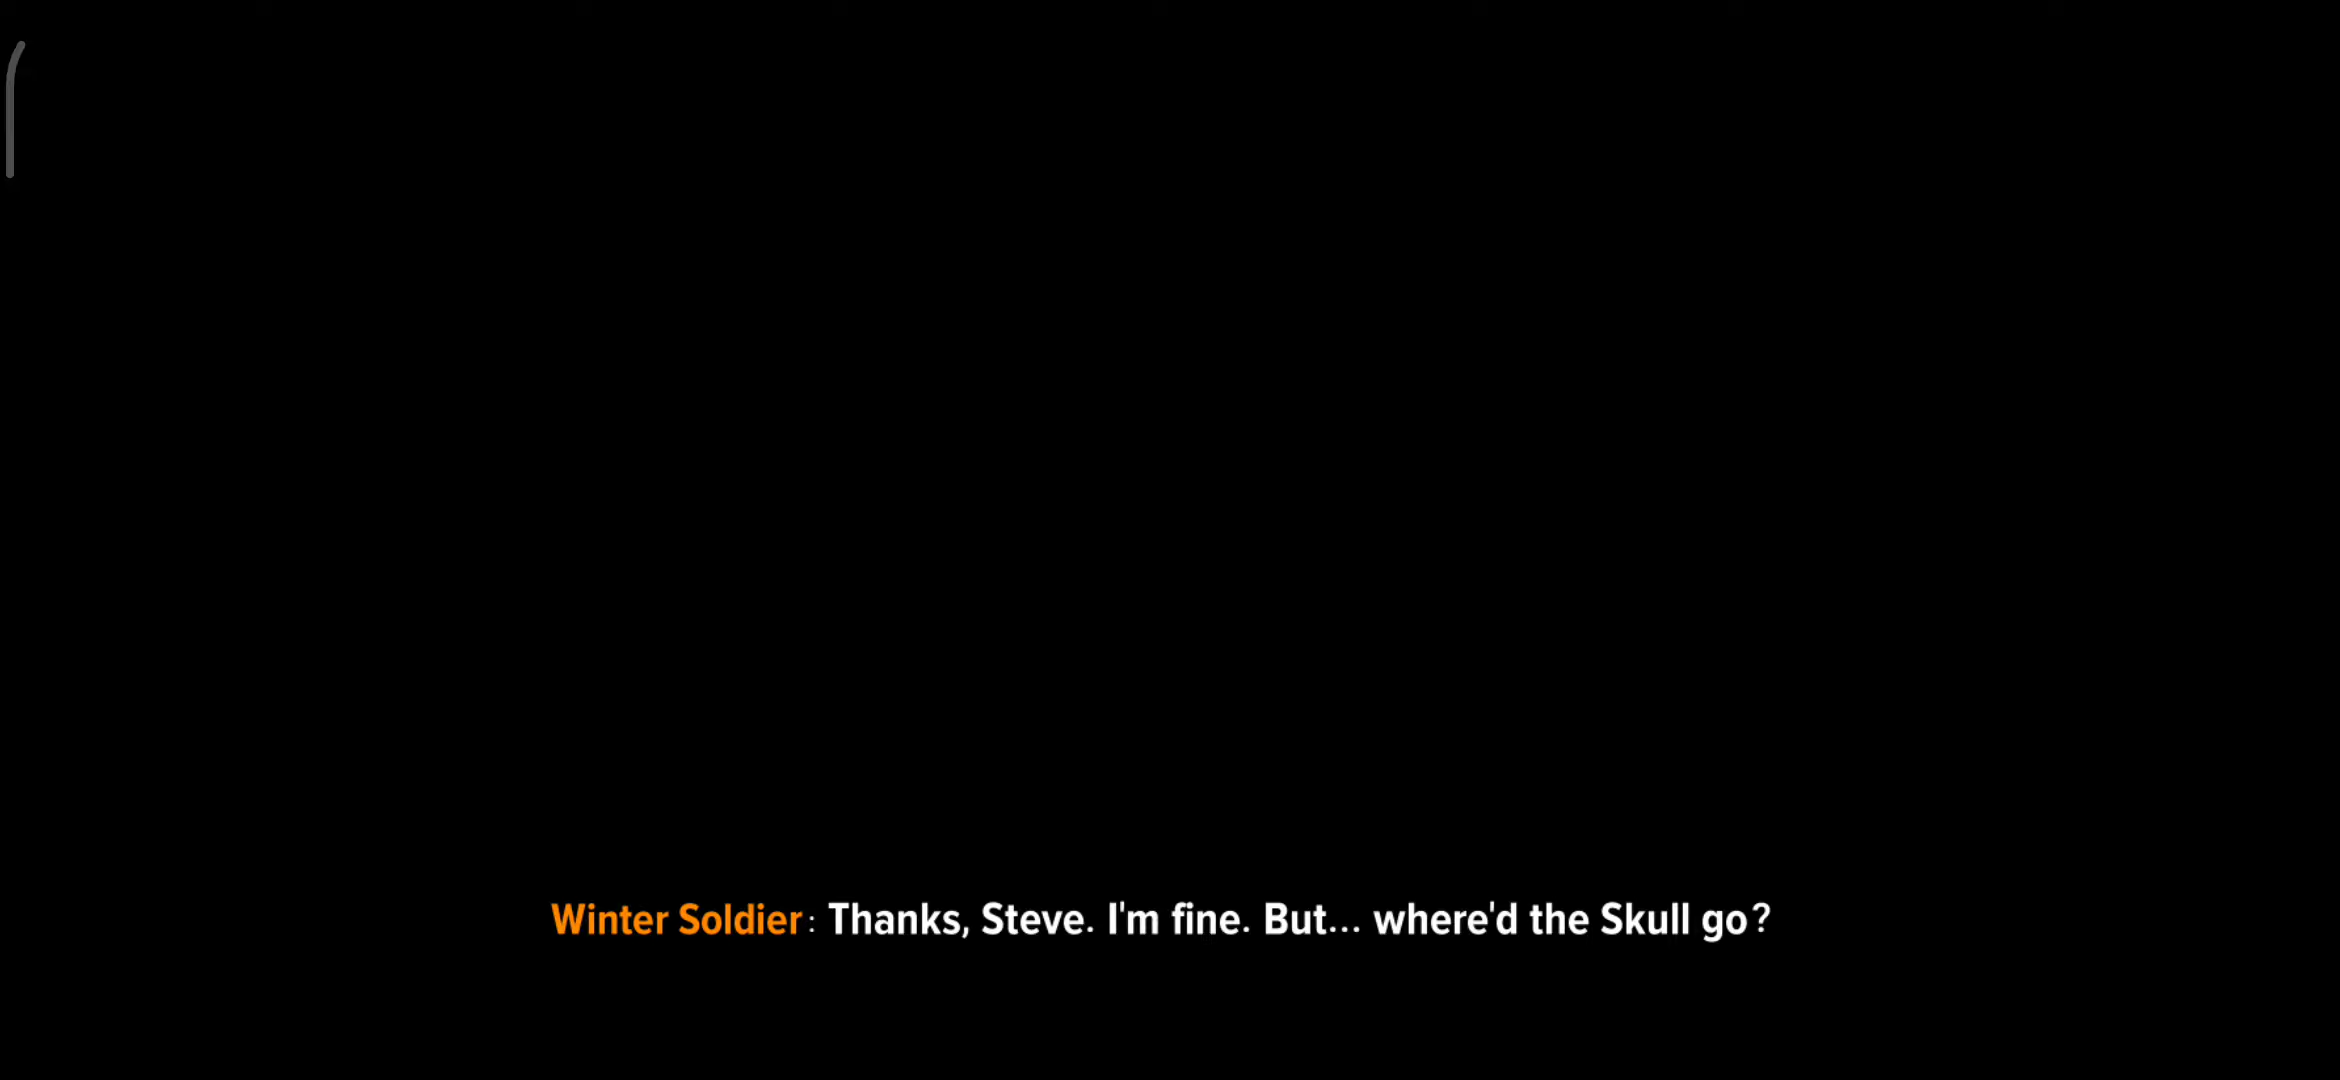 Winter Soldier: Thanks, Steve. I'm fine. But... where'd the Skull go?